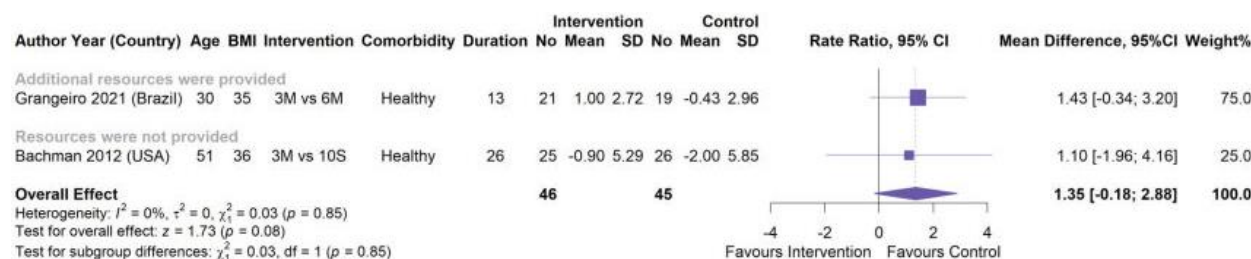 Intervention Control
Author Year (Country) Age BMI Intervention Comorbidity Duration No Mean SD No Mean SD Rate Ratio, 95% CI Mean Difference, 95%CI Weight%
Additional resources were provided
Grangeiro 2021 (Brazil) 30 35 3M vs 6M Healthy 13 21 1.00 2.72 19 -0.43 2.96 1.43 [-0.34; 3.20] 75.0
Resources were not provided
Bachman 2012 (USA) 51 36 3M vs 10S Healthy 26 25 -0.90 5.29 26 -2.00 5.85 1.10 [-1.96; 4.16] 25.0
Overall Effect 46 45 1.35 [-0.18; 2.88] 100.0
Heterogeneity: I² = 0%, τ² = 0, χ²₁ = 0.03 (p = 0.85)
Test for overall effect: z = 1.73 (p = 0.08)
Test for subgroup differences: χ²₁ = 0.03, df = 1 (p = 0.85)
-4 -2 0 2 4
Favours Intervention Favours Control